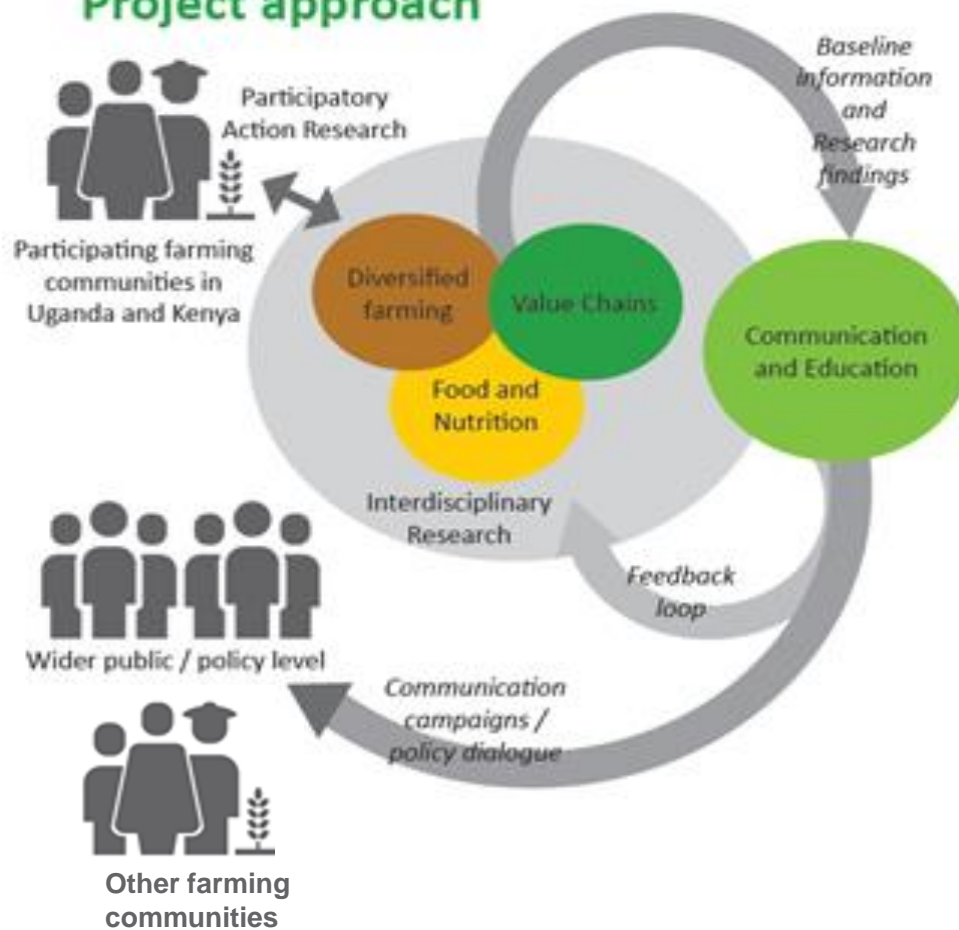 Project approach
Participatory
Action Research
Participating farming
communities in
Uganda and Kenya
Baseline
information
and
Research
findings
Diversified
farming
Value Chains
Food and
Nutrition
Interdisciplinary
Research
Communication
and Education
Feedback
loop
Wider public / policy level
Communication
campaigns /
policy dialogue
Other farming
communities